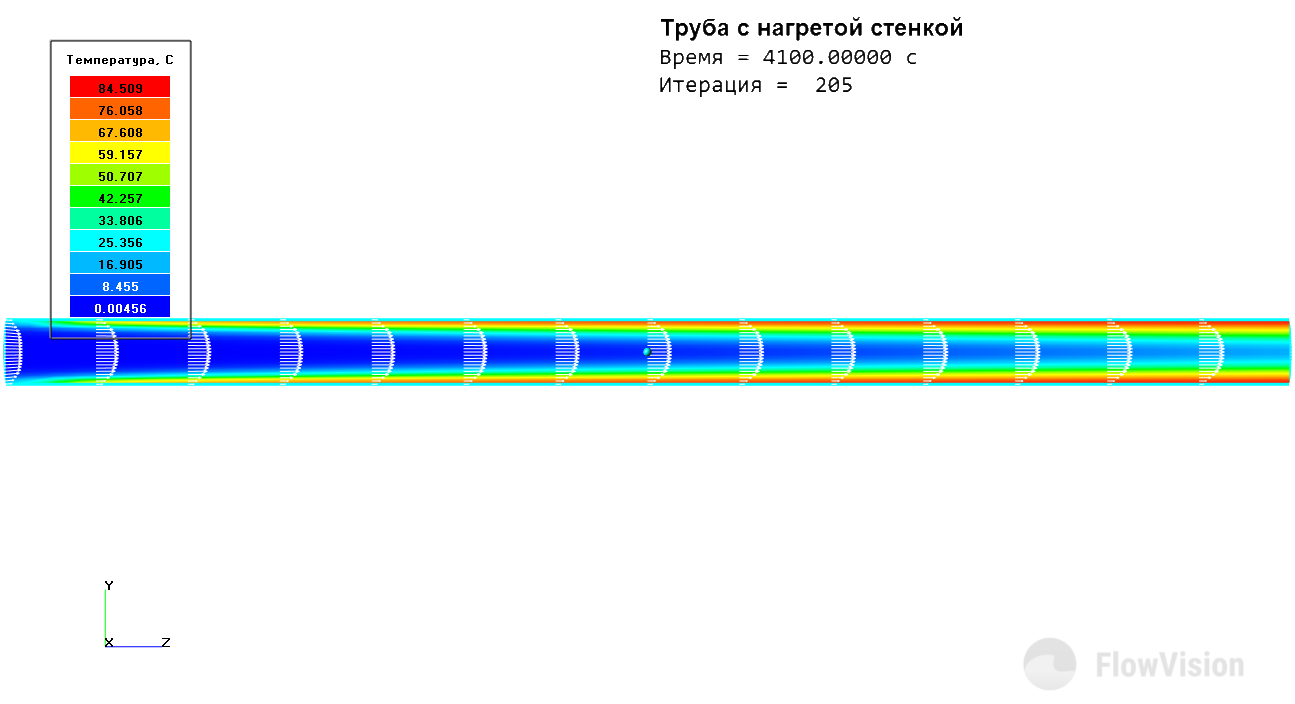 Труба с нагретой стенкой
Время = 4100.00000 с
Итерация = 205
Температура, С
84.509
76.058
67.608
59.157
50.707
42.257
33.806
25.356
16.905
8.455
0.00456
Y
X
Z
FlowVision